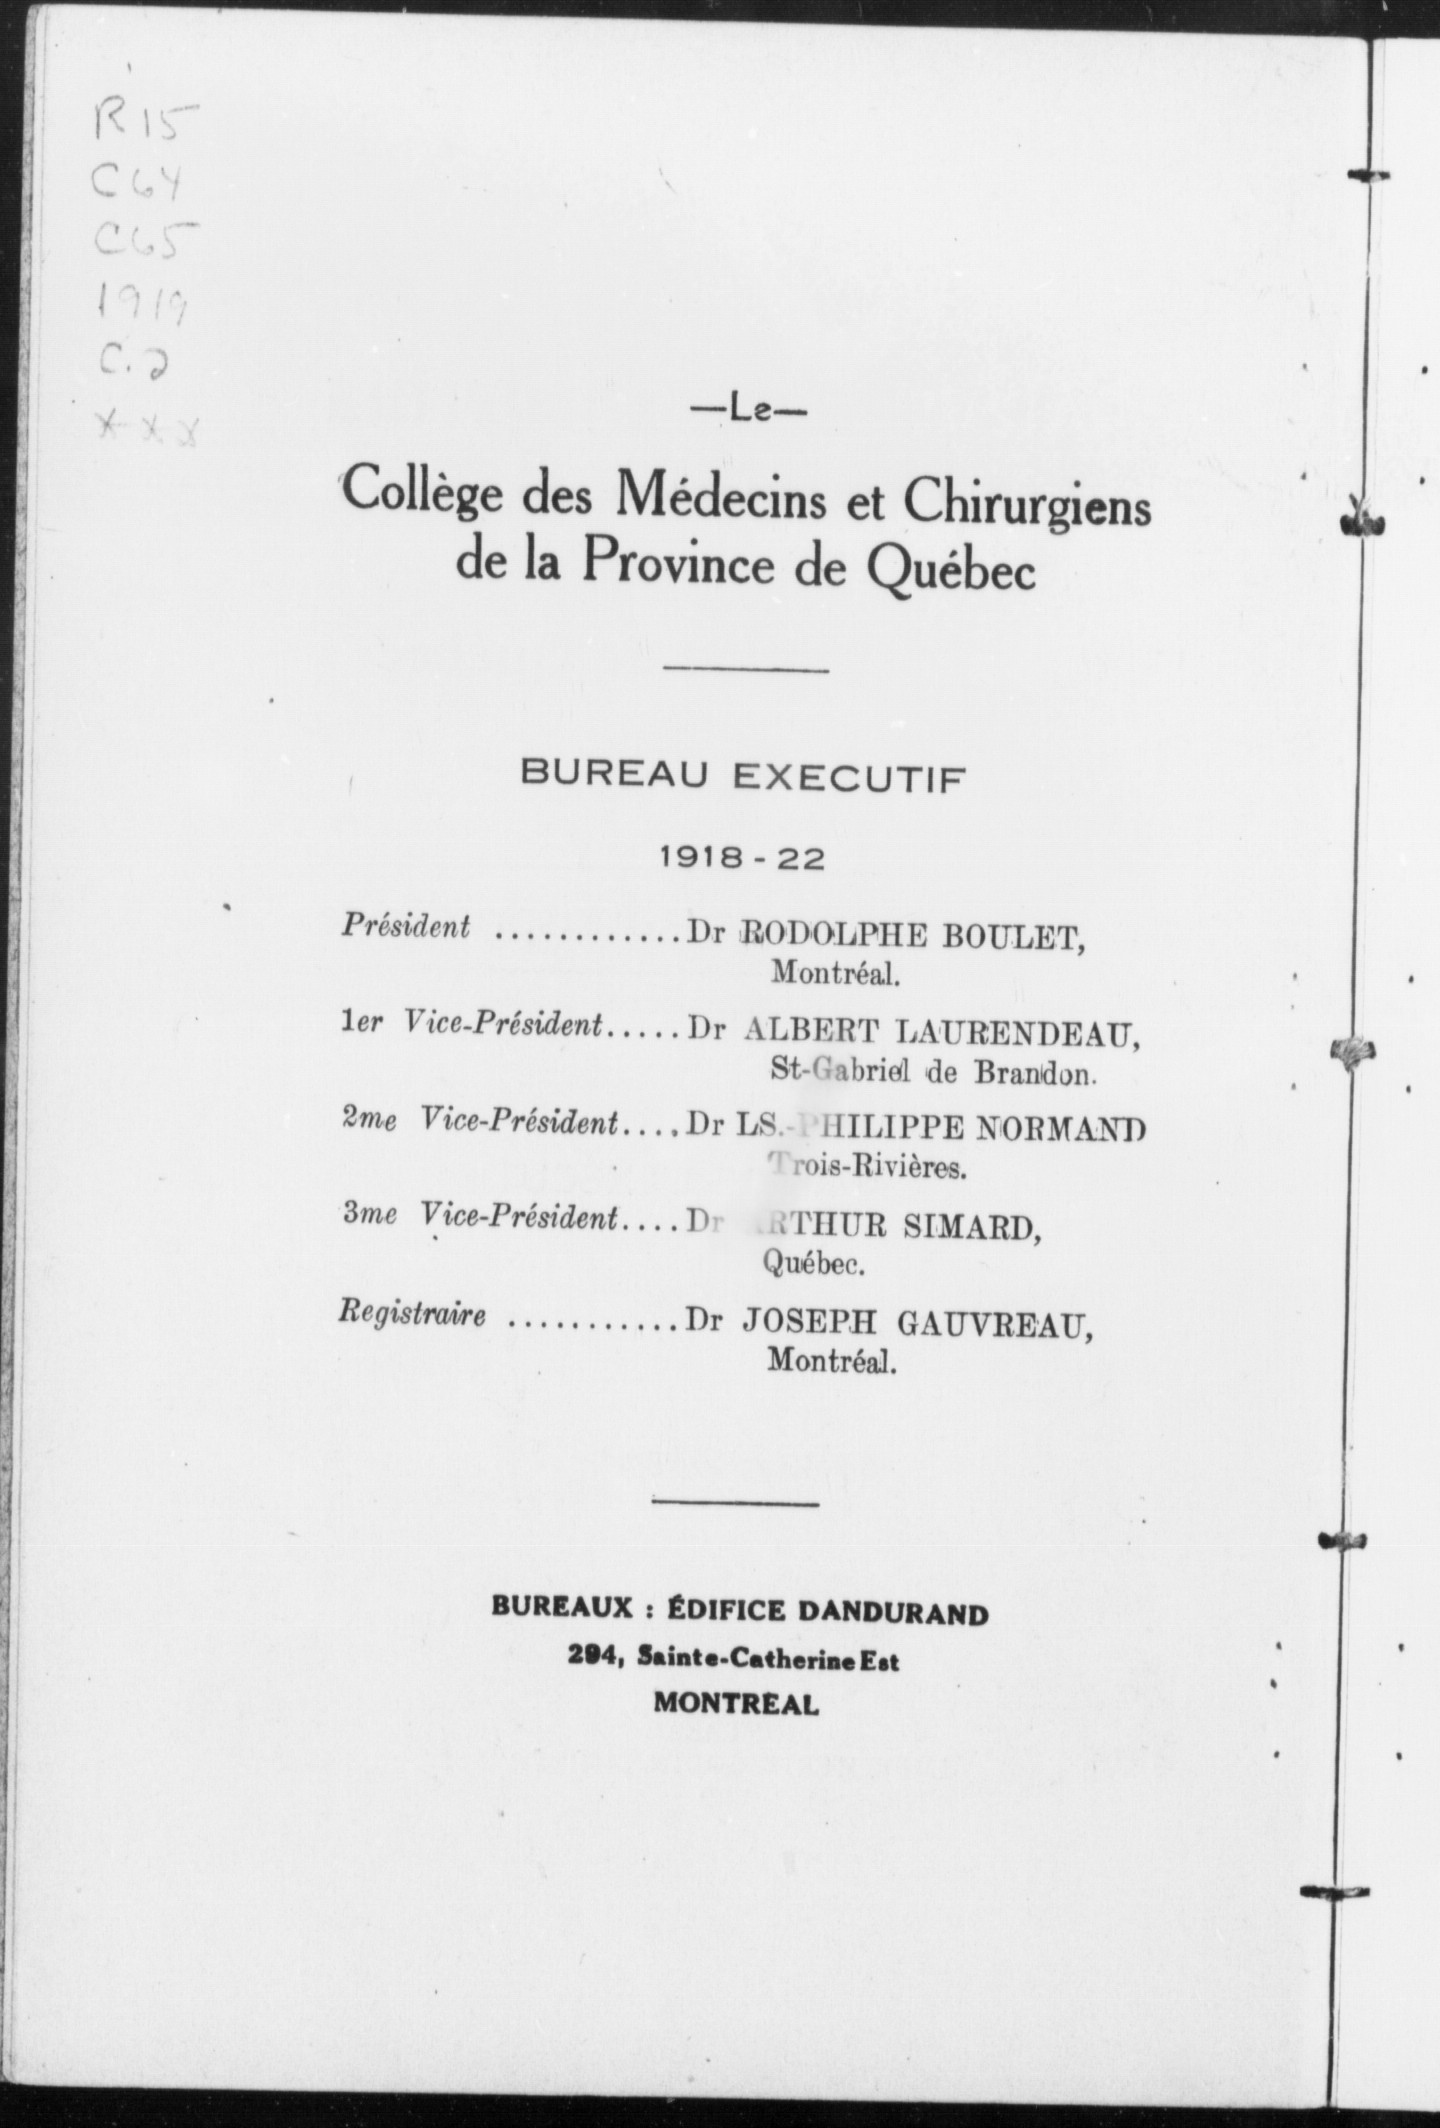 R15
C64
C65
1919
C.2
x x x
—Le—
Collège des Médecins et Chirurgiens
de la Province de Québec
BUREAU EXECUTIF
1918 - 22
Président ............Dr RODOLPHE BOULET,
Montréal.
1er Vice-Président.....Dr ALBERT LAURENDEAU,
St-Gabriel de Brandon.
2me Vice-Président....Dr LS.-PHILIPPE NORMAND
Trois-Rivières.
3me Vice-Président....Dr ARTHUR SIMARD,
Québec.
Registraire ...........Dr JOSEPH GAUVREAU,
Montréal.
BUREAUX : ÉDIFICE DANDURAND
294, Sainte-Catherine Est
MONTREAL